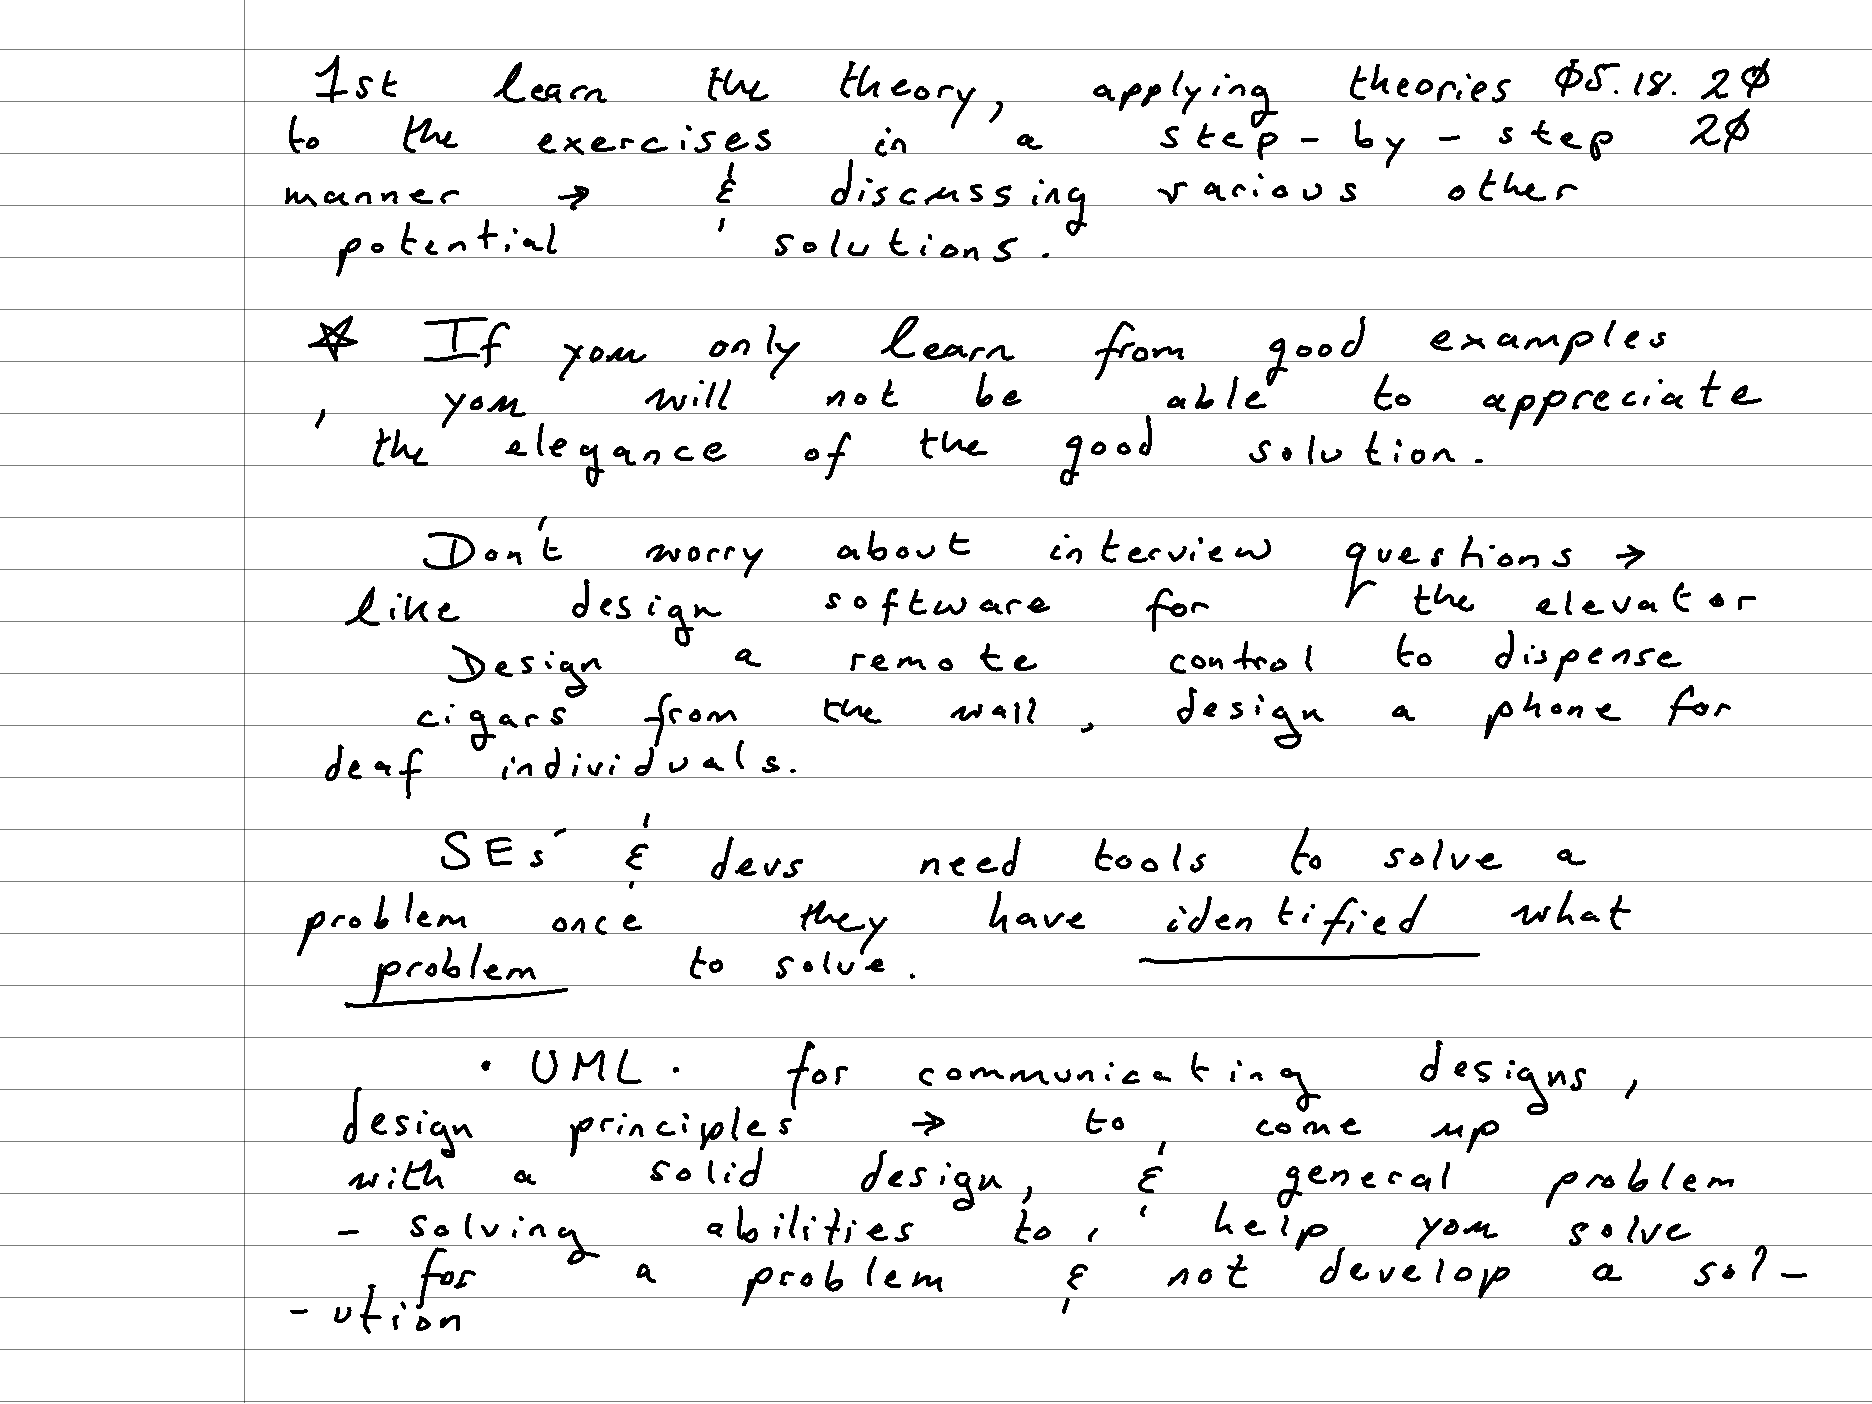 1st learn the theory, applying theories Ø5.18.2Ø
to the exercises in a step-by-step 2Ø
manner → & discussing various other
potential solutions.
☆ If you only learn from good examples
, you will not be able to appreciate
the elegance of the good solution.
Don't worry about interview questions →
like design software for the elevator
Design a remote control to dispense
cigars from the wall, design a phone for
deaf individuals.
SEs' & devs need tools to solve a
problem once they have identified what
problem to solve.
· UML · for communicating designs,
design principles → to come up
with a solid design, & general problem
- solving abilities to help you solve
for a problem & not develop a sol-
-ution